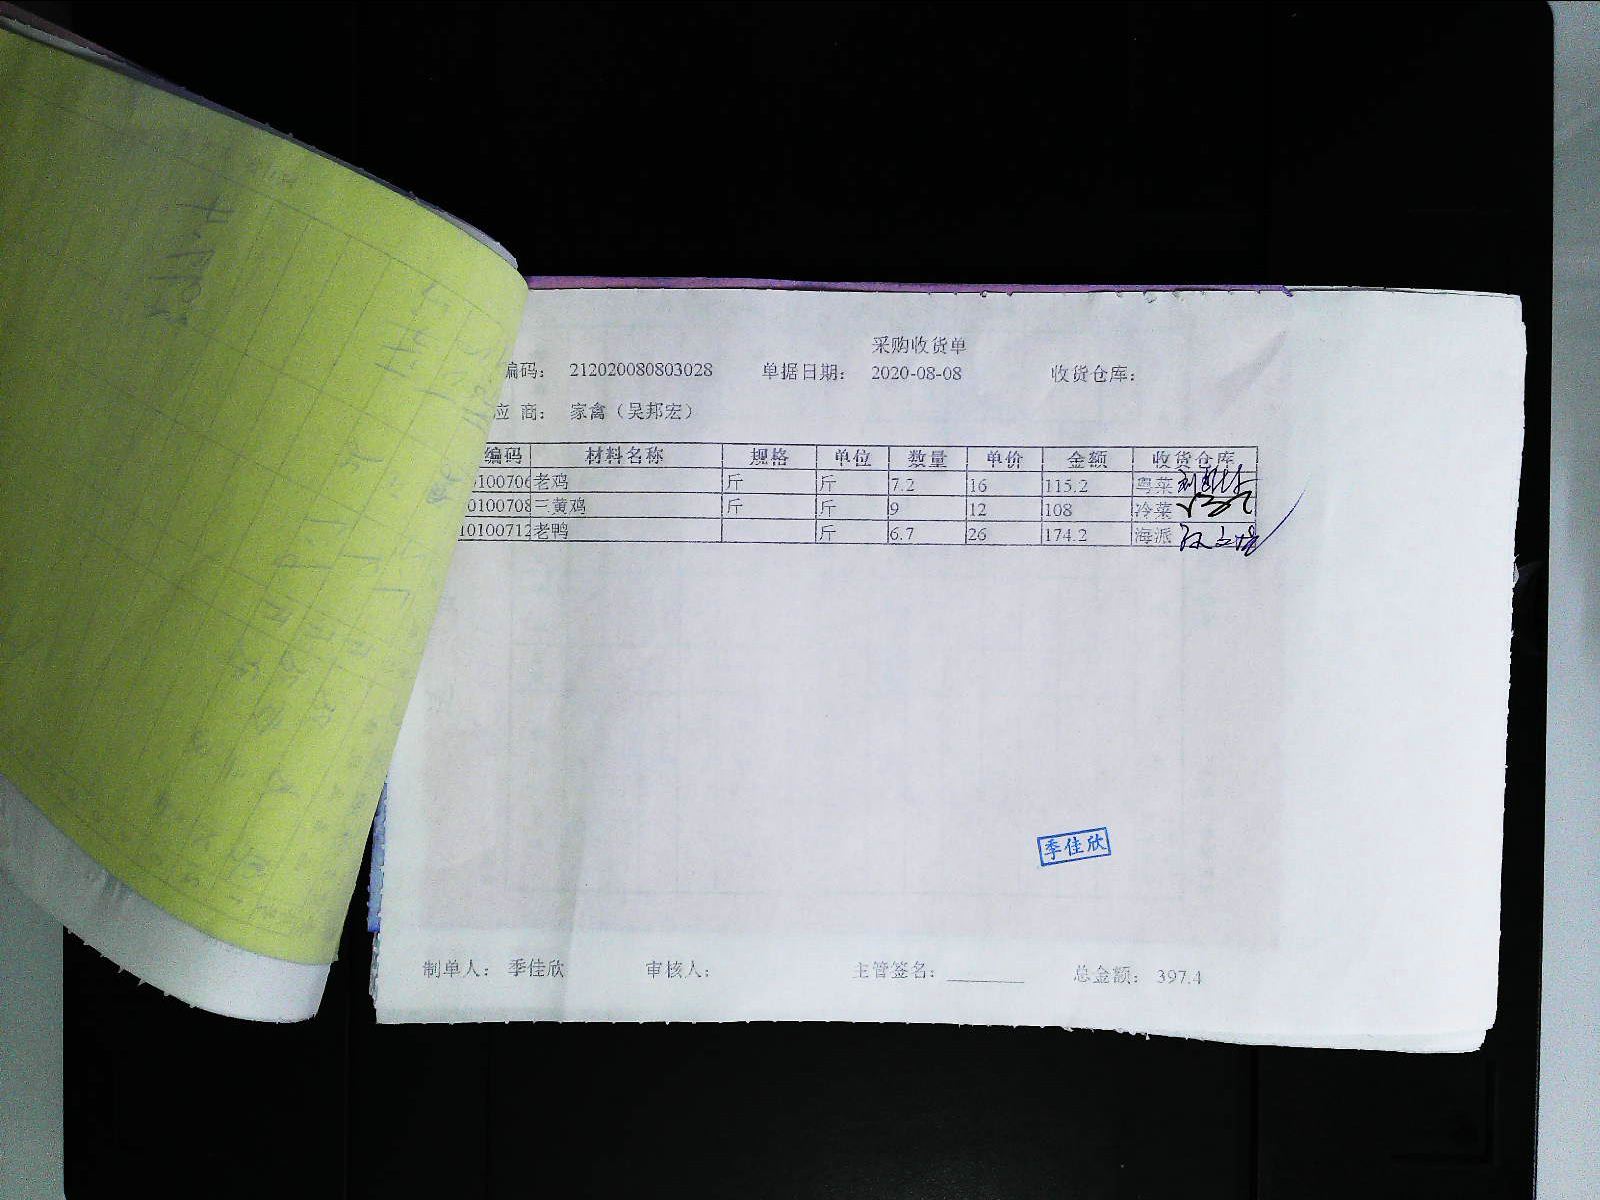 采购收货单
编码： 212020080803028 单据日期： 2020-08-08 收货仓库：
应 商： 家禽（吴邦宏）
编码 材料名称 规格 单位 数量 单价 金额 收货仓库
0100706 老鸡 斤 斤 7.2 16 115.2 粤菜
0100708 三黄鸡 斤 斤 9 12 108 冷菜
10100712 老鸭 斤 6.7 26 174.2 海派
季佳欣
制单人： 季佳欣 审核人： 主管签名： 总金额： 397.4